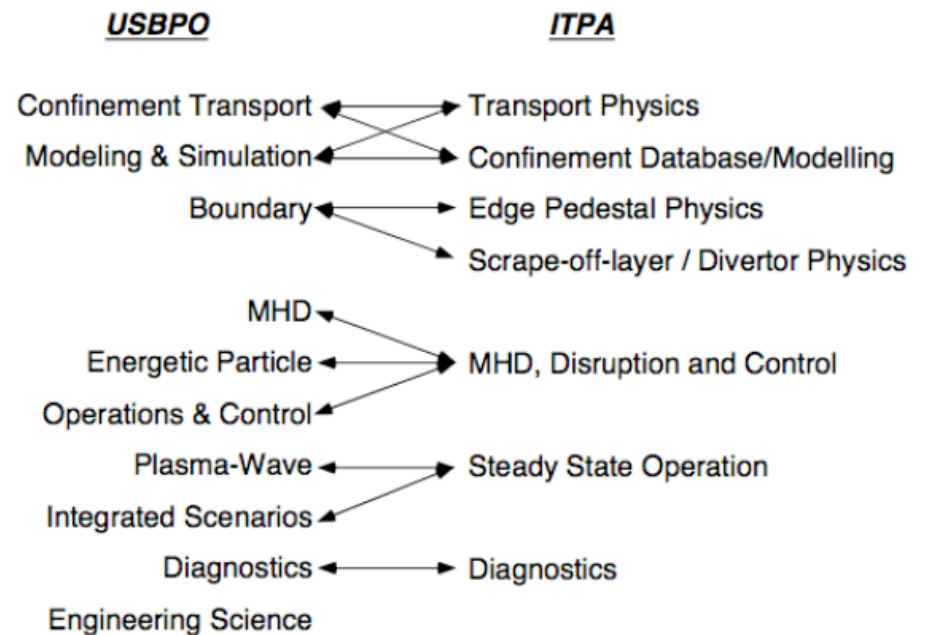 USBPO ITPA
Confinement Transport Transport Physics
Modeling & Simulation Confinement Database/Modelling
Boundary Edge Pedestal Physics
Scrape-off-layer / Divertor Physics
MHD
Energetic Particle MHD, Disruption and Control
Operations & Control
Plasma-Wave Steady State Operation
Integrated Scenarios
Diagnostics Diagnostics
Engineering Science